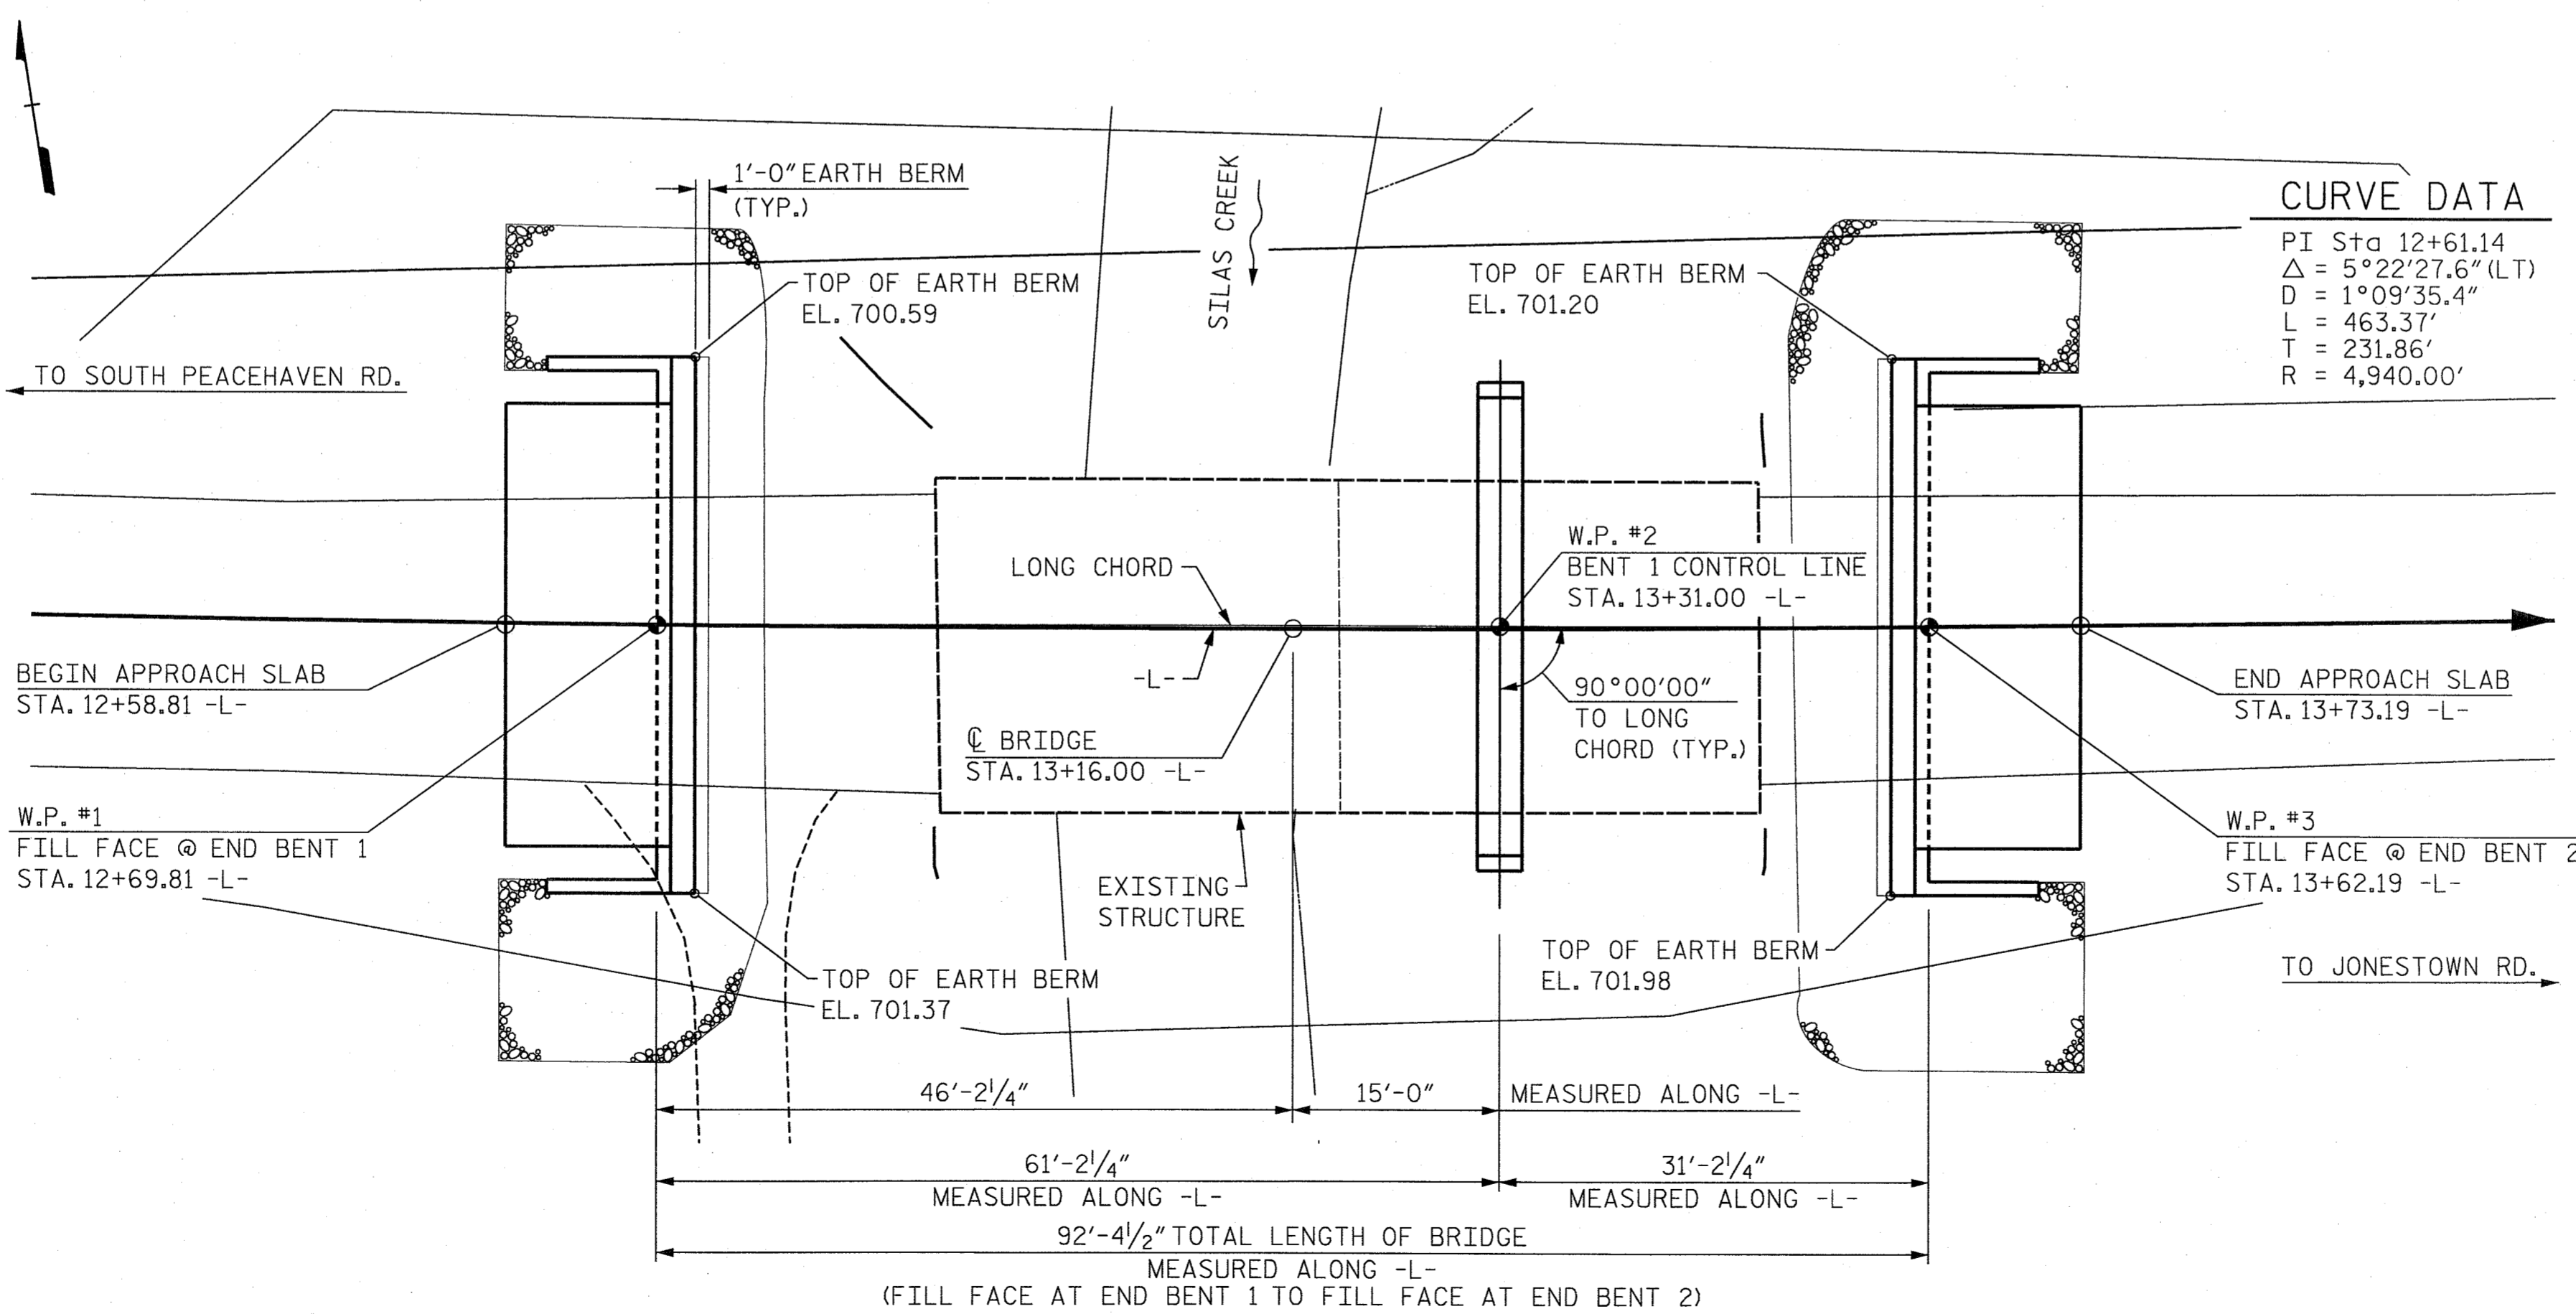 1'-0" EARTH BERM
(TYP.)
SILAS CREEK
CURVE DATA
PI Sta 12+61.14
△ = 5°22'27.6" (LT)
D = 1°09'35.4"
L = 463.37'
T = 231.86'
R = 4,940.00'
TOP OF EARTH BERM
EL. 700.59
TOP OF EARTH BERM
EL. 701.20
TO SOUTH PEACEHAVEN RD.
LONG CHORD
W.P. #2
BENT 1 CONTROL LINE
STA. 13+31.00 -L-
BEGIN APPROACH SLAB
STA. 12+58.81 -L-
-L-
90°00'00"
TO LONG
CHORD (TYP.)
END APPROACH SLAB
STA. 13+73.19 -L-
℄ BRIDGE
STA. 13+16.00 -L-
W.P. #1
FILL FACE @ END BENT 1
STA. 12+69.81 -L-
EXISTING
STRUCTURE
W.P. #3
FILL FACE @ END BENT 2
STA. 13+62.19 -L-
TOP OF EARTH BERM
EL. 701.37
TOP OF EARTH BERM
EL. 701.98
TO JONESTOWN RD.
46'-2 1/4"
15'-0"
MEASURED ALONG -L-
61'-2 1/4"
MEASURED ALONG -L-
31'-2 1/4"
MEASURED ALONG -L-
92'-4 1/2" TOTAL LENGTH OF BRIDGE
MEASURED ALONG -L-
(FILL FACE AT END BENT 1 TO FILL FACE AT END BENT 2)